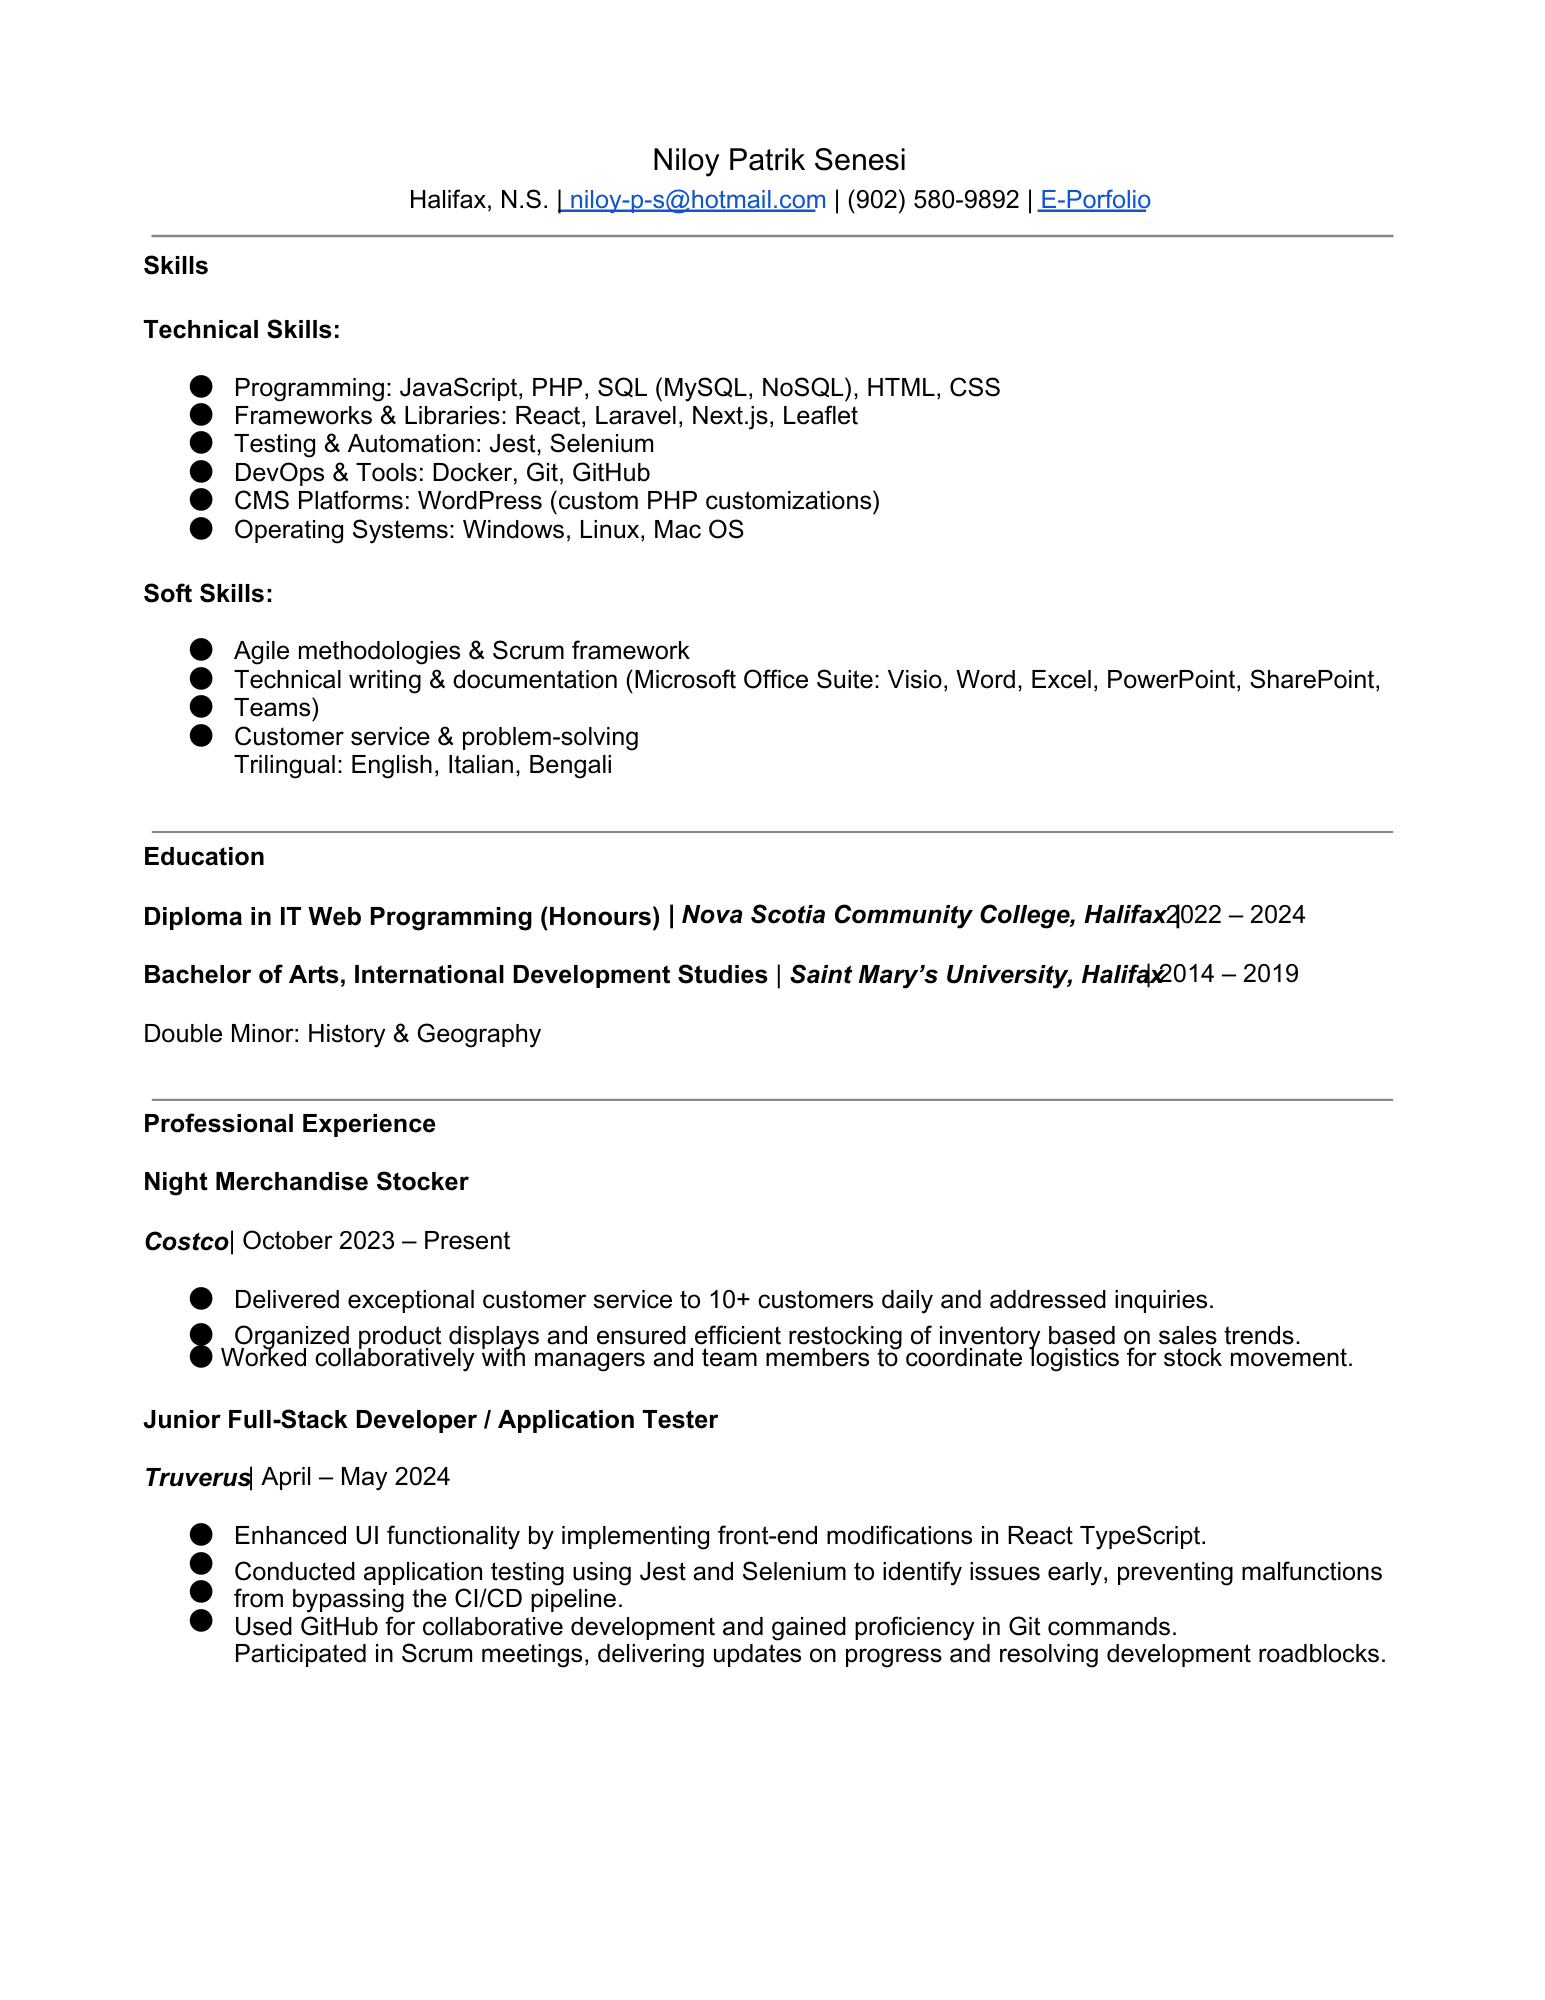 Niloy Patrik Senesi
Halifax, N.S. | niloy-p-s@hotmail.com | (902) 580-9892 | E-Porfolio
Skills
Technical Skills:
● Programming: JavaScript, PHP, SQL (MySQL, NoSQL), HTML, CSS
● Frameworks & Libraries: React, Laravel, Next.js, Leaflet
● Testing & Automation: Jest, Selenium
● DevOps & Tools: Docker, Git, GitHub
● CMS Platforms: WordPress (custom PHP customizations)
● Operating Systems: Windows, Linux, Mac OS
Soft Skills:
● Agile methodologies & Scrum framework
● Technical writing & documentation (Microsoft Office Suite: Visio, Word, Excel, PowerPoint, SharePoint,
● Teams)
● Customer service & problem-solving
Trilingual: English, Italian, Bengali
Education
Diploma in IT Web Programming (Honours) | Nova Scotia Community College, Halifax | 2022 – 2024
Bachelor of Arts, International Development Studies | Saint Mary’s University, Halifax | 2014 – 2019
Double Minor: History & Geography
Professional Experience
Night Merchandise Stocker
Costco | October 2023 – Present
● Delivered exceptional customer service to 10+ customers daily and addressed inquiries.
● Organized product displays and ensured efficient restocking of inventory based on sales trends.
● Worked collaboratively with managers and team members to coordinate logistics for stock movement.
Junior Full-Stack Developer / Application Tester
Truverus | April – May 2024
● Enhanced UI functionality by implementing front-end modifications in React TypeScript.
● Conducted application testing using Jest and Selenium to identify issues early, preventing malfunctions
● from bypassing the CI/CD pipeline.
● Used GitHub for collaborative development and gained proficiency in Git commands.
Participated in Scrum meetings, delivering updates on progress and resolving development roadblocks.